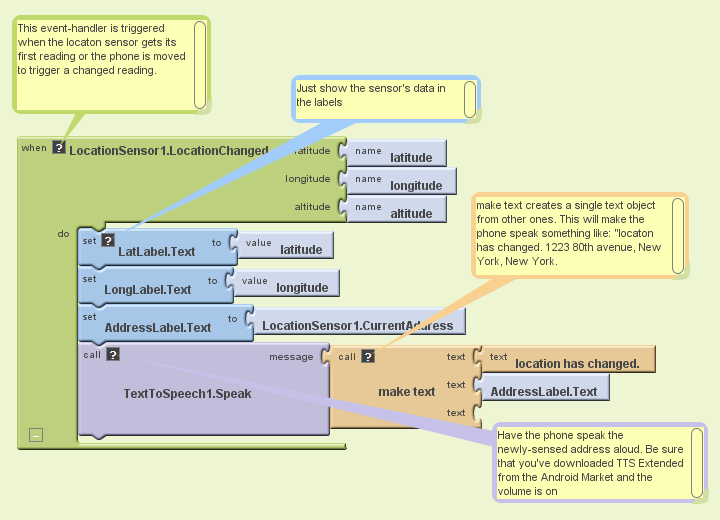 This event-handler is triggered
when the locaton sensor gets its
first reading or the phone is moved
to trigger a changed reading.
Just show the sensor's data in
the labels
when ? LocationSensor1.LocationChanged latitude name latitude
longitude name longitude
altitude name altitude
make text creates a single text object
from other ones. This will make the
phone speak something like: "locaton
has changed. 1223 80th avenue, New
York, New York.
do
set ? LatLabel.Text to value latitude
set LongLabel.Text to value longitude
set AddressLabel.Text to LocationSensor1.CurrentAddress
call ? TextToSpeech1.Speak message call ? make text text text location has changed.
text AddressLabel.Text
text
Have the phone speak the
newly-sensed address aloud. Be sure
that you've downloaded TTS Extended
from the Android Market and the
volume is on